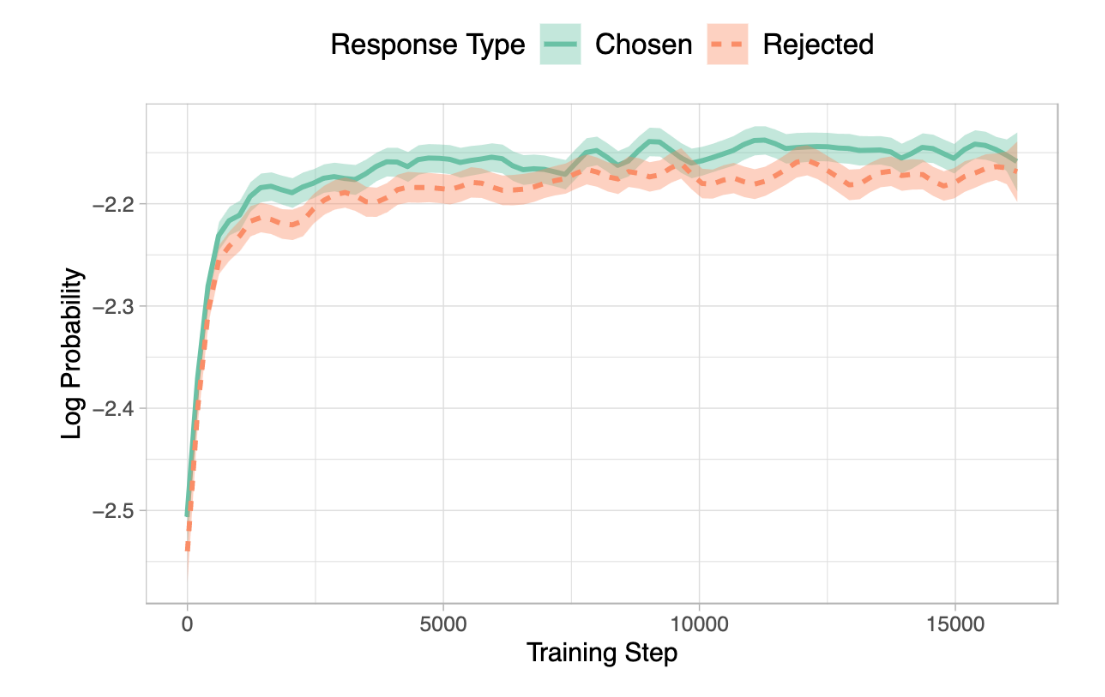 Response Type Chosen Rejected
Log Probability
−2.2
−2.3
−2.4
−2.5
0 5000 10000 15000
Training Step